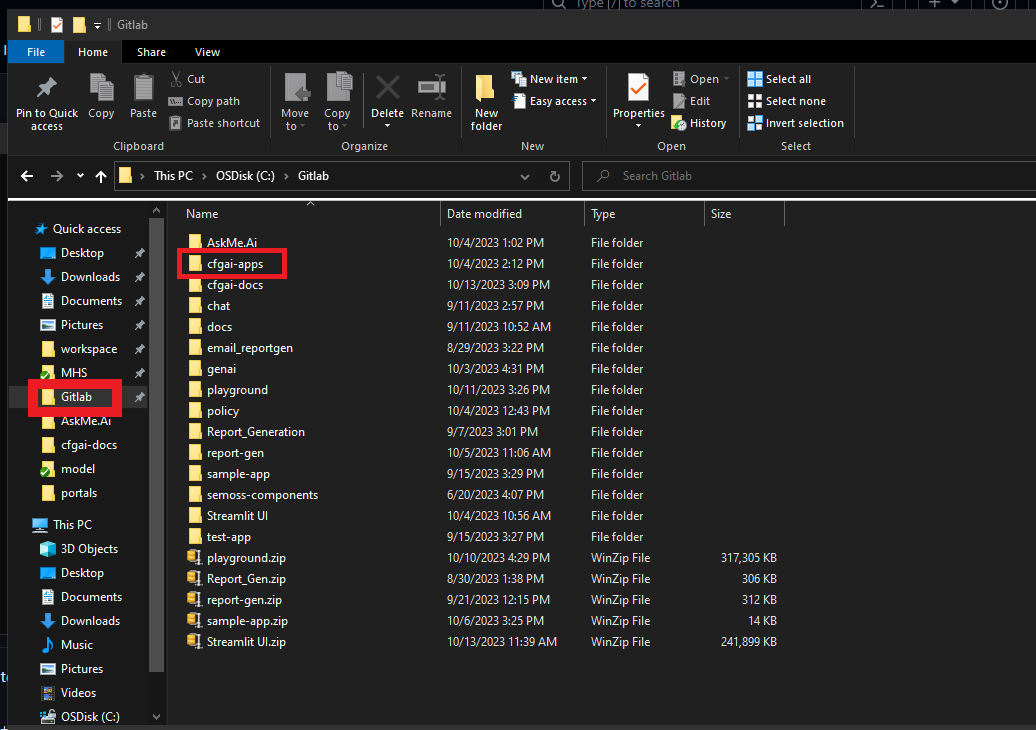 Type [/] to search
Gitlab
File Home Share View
Pin to Quick access
Copy
Paste
Cut
Copy path
Paste shortcut
Clipboard
Move to
Copy to
Delete
Rename
Organize
New folder
New item
Easy access
New
Properties
Open
Edit
History
Open
Select all
Select none
Invert selection
Select
This PC > OSDisk (C:) > Gitlab
Search Gitlab
Quick access
Desktop
Downloads
Documents
Pictures
workspace
MHS
Gitlab
AskMe.Ai
cfgai-docs
model
portals
This PC
3D Objects
Desktop
Documents
Downloads
Music
Pictures
Videos
OSDisk (C:)
Name Date modified Type Size
AskMe.Ai 10/4/2023 1:02 PM File folder
cfgai-apps 10/4/2023 2:12 PM File folder
cfgai-docs 10/13/2023 3:09 PM File folder
chat 9/11/2023 2:57 PM File folder
docs 9/11/2023 10:52 AM File folder
email_reportgen 8/29/2023 3:22 PM File folder
genai 10/3/2023 4:31 PM File folder
playground 10/11/2023 3:26 PM File folder
policy 10/4/2023 12:43 PM File folder
Report_Generation 9/7/2023 3:01 PM File folder
report-gen 10/5/2023 11:06 AM File folder
sample-app 9/15/2023 3:29 PM File folder
semoss-components 6/20/2023 4:07 PM File folder
Streamlit UI 10/4/2023 10:56 AM File folder
test-app 9/15/2023 3:27 PM File folder
playground.zip 10/10/2023 4:29 PM WinZip File 317,305 KB
Report_Gen.zip 8/30/2023 1:38 PM WinZip File 306 KB
report-gen.zip 9/21/2023 12:15 PM WinZip File 312 KB
sample-app.zip 10/6/2023 3:25 PM WinZip File 14 KB
Streamlit UI.zip 10/13/2023 11:39 AM WinZip File 241,899 KB